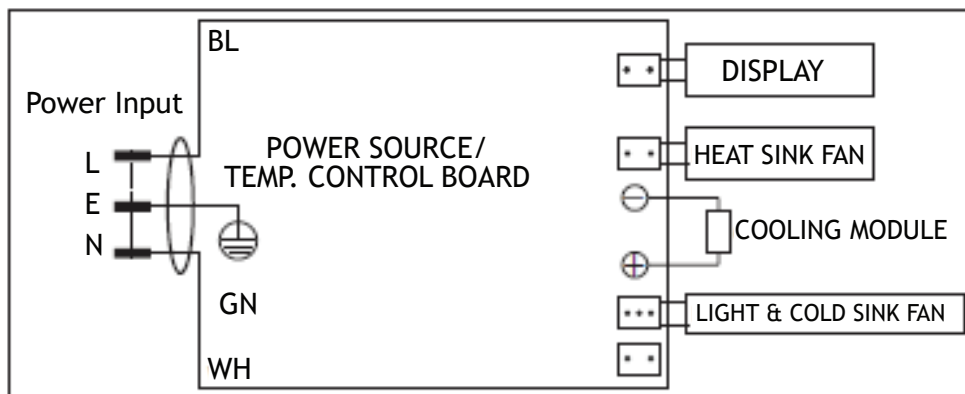 BL
DISPLAY
Power Input
POWER SOURCE/
TEMP. CONTROL BOARD
HEAT SINK FAN
L
E
N
COOLING MODULE
GN
LIGHT & COLD SINK FAN
WH